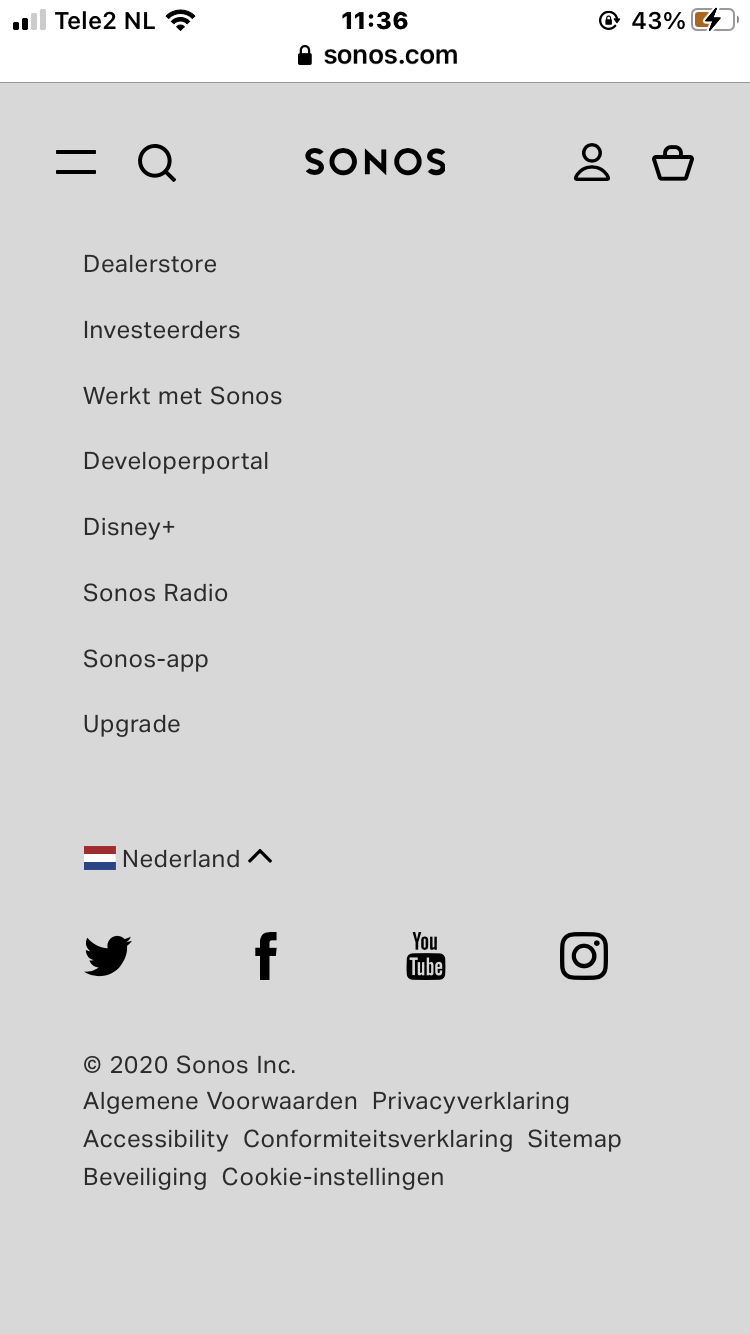 Tele2 NL 11:36 43%
sonos.com
SONOS
Dealerstore
Investeerders
Werkt met Sonos
Developerportal
Disney+
Sonos Radio
Sonos-app
Upgrade
Nederland
You
Tube
© 2020 Sonos Inc.
Algemene Voorwaarden Privacyverklaring
Accessibility Conformiteitsverklaring Sitemap
Beveiliging Cookie-instellingen